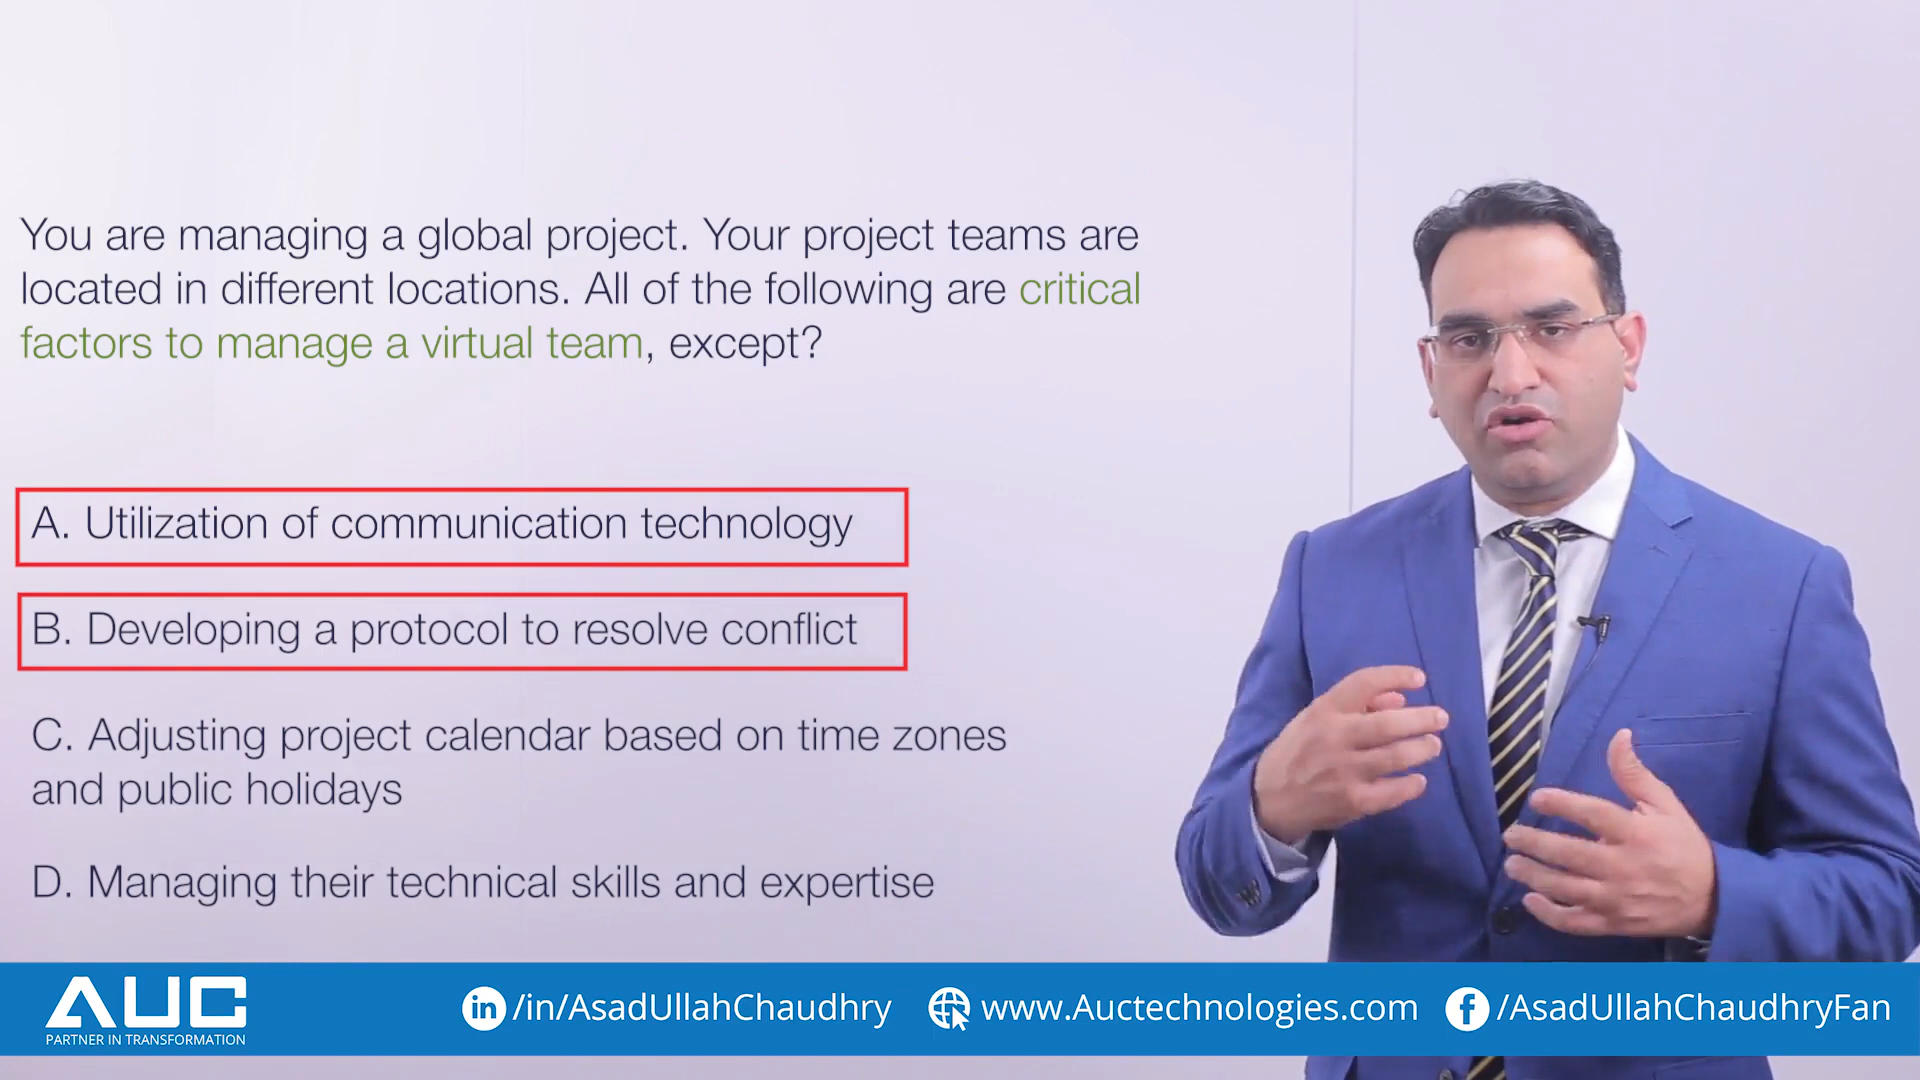 You are managing a global project. Your project teams are
located in different locations. All of the following are critical
factors to manage a virtual team, except?
A. Utilization of communication technology
B. Developing a protocol to resolve conflict
C. Adjusting project calendar based on time zones
and public holidays
D. Managing their technical skills and expertise
AUC
PARTNER IN TRANSFORMATION
in /in/AsadUllahChaudhry
www.Auctechnologies.com
f /AsadUllahChaudhryFan